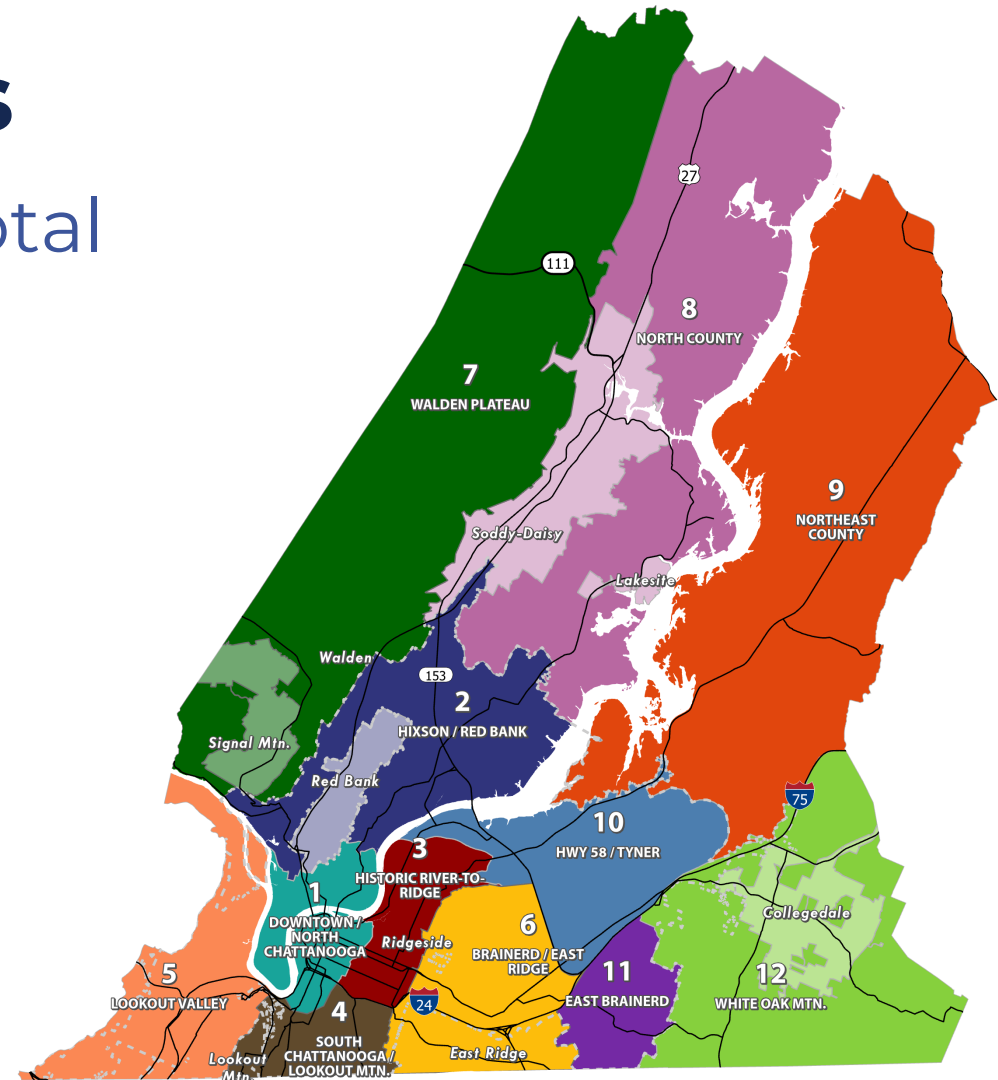 s
otal
27
111
8
NORTH COUNTY
7
WALDEN PLATEAU
9
NORTHEAST
COUNTY
Soddy-Daisy
Lakesite
Walden
153
2
HIXSON / RED BANK
Signal Mtn.
Red Bank
75
10
HWY 58 / TYNER
3
HISTORIC RIVER-TO-
RIDGE
1
DOWNTOWN /
NORTH
CHATTANOOGA
Ridgeside
6
BRAINERD / EAST
RIDGE
Collegedale
5
LOOKOUT VALLEY
11
EAST BRAINERD
12
WHITE OAK MTN.
24
4
SOUTH
CHATTANOOGA /
LOOKOUT MTN.
East Ridge
Lookout
Mtn.